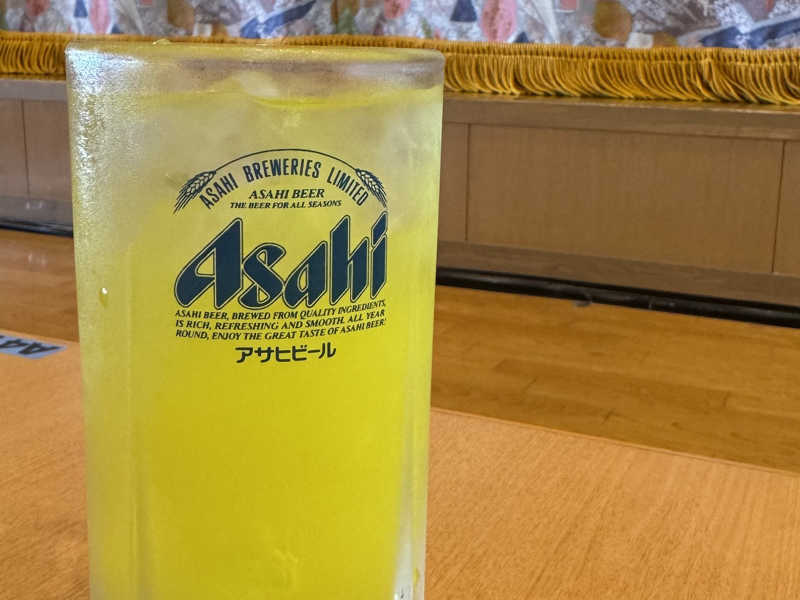 ASAHI BREWERIES LIMITED
ASAHI BEER
THE BEER FOR ALL SEASONS
Asahi
ASAHI BEER, BREWED FROM QUALITY INGREDIENTS,
IS RICH, REFRESHING AND SMOOTH. ALL YEAR
ROUND, ENJOY THE GREAT TASTE OF ASAHI BEER!
アサヒビール